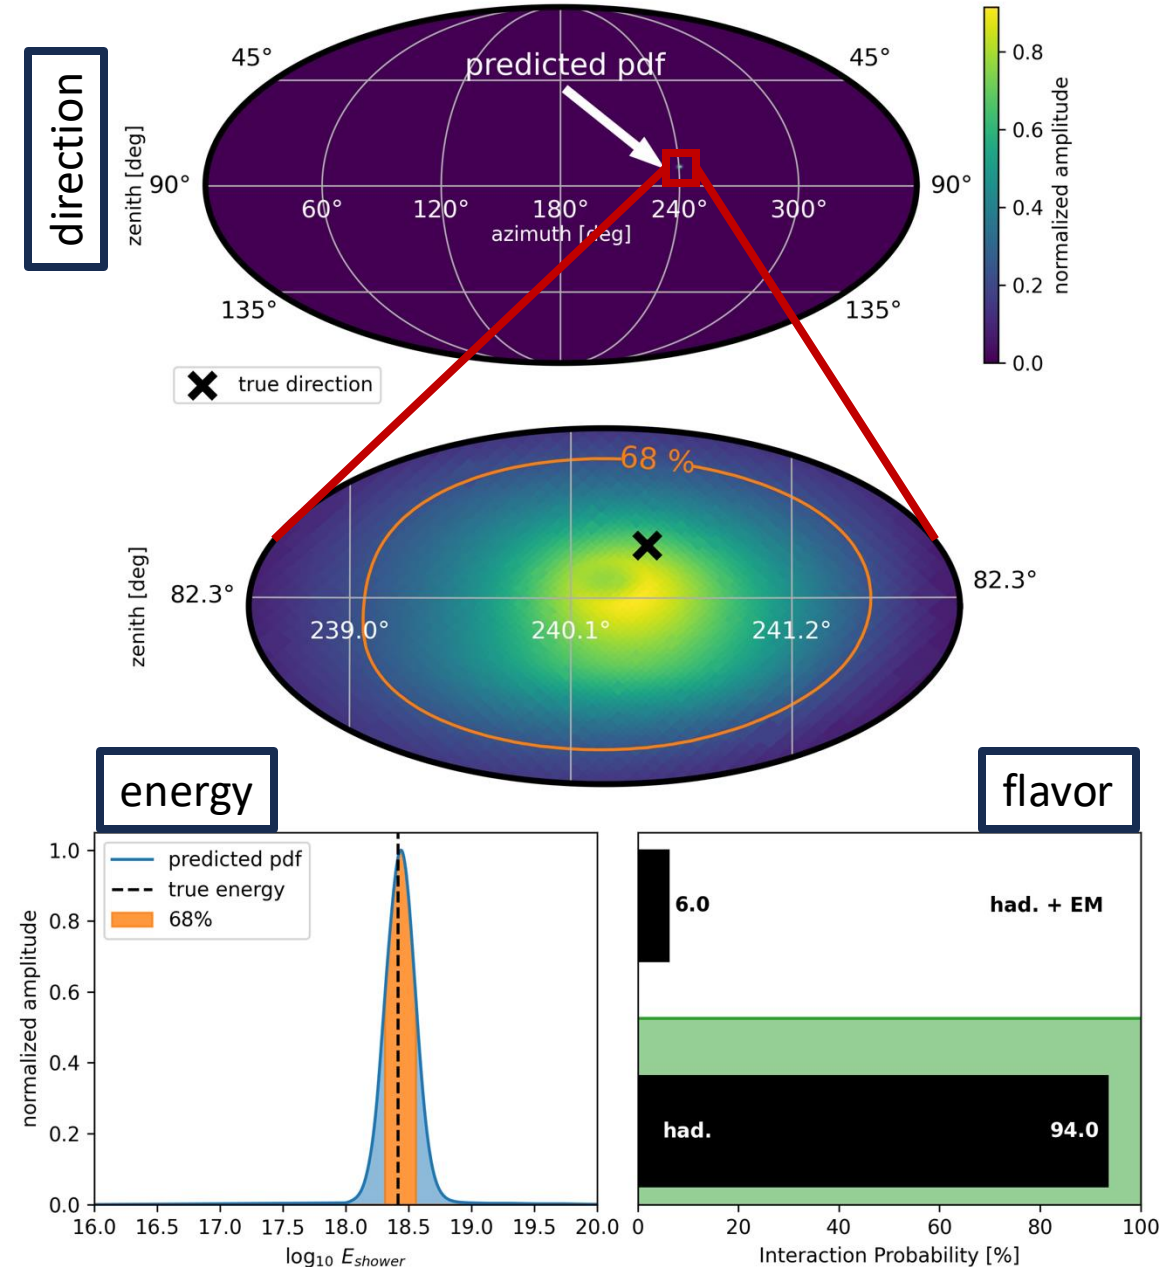 direction
zenith [deg]
45°
45°
90°
90°
135°
135°
predicted pdf
60°
120°
180°
240°
300°
azimuth [deg]
0.8
0.6
0.4
0.2
0.0
normalized amplitude
true direction
68 %
zenith [deg]
82.3°
82.3°
239.0°
240.1°
241.2°
energy
normalized amplitude
1.0
0.8
0.6
0.4
0.2
0.0
predicted pdf
true energy
68%
16.0
16.5
17.0
17.5
18.0
18.5
19.0
19.5
20.0
log10 Eshower
flavor
6.0
had. + EM
had.
94.0
0
20
40
60
80
100
Interaction Probability [%]